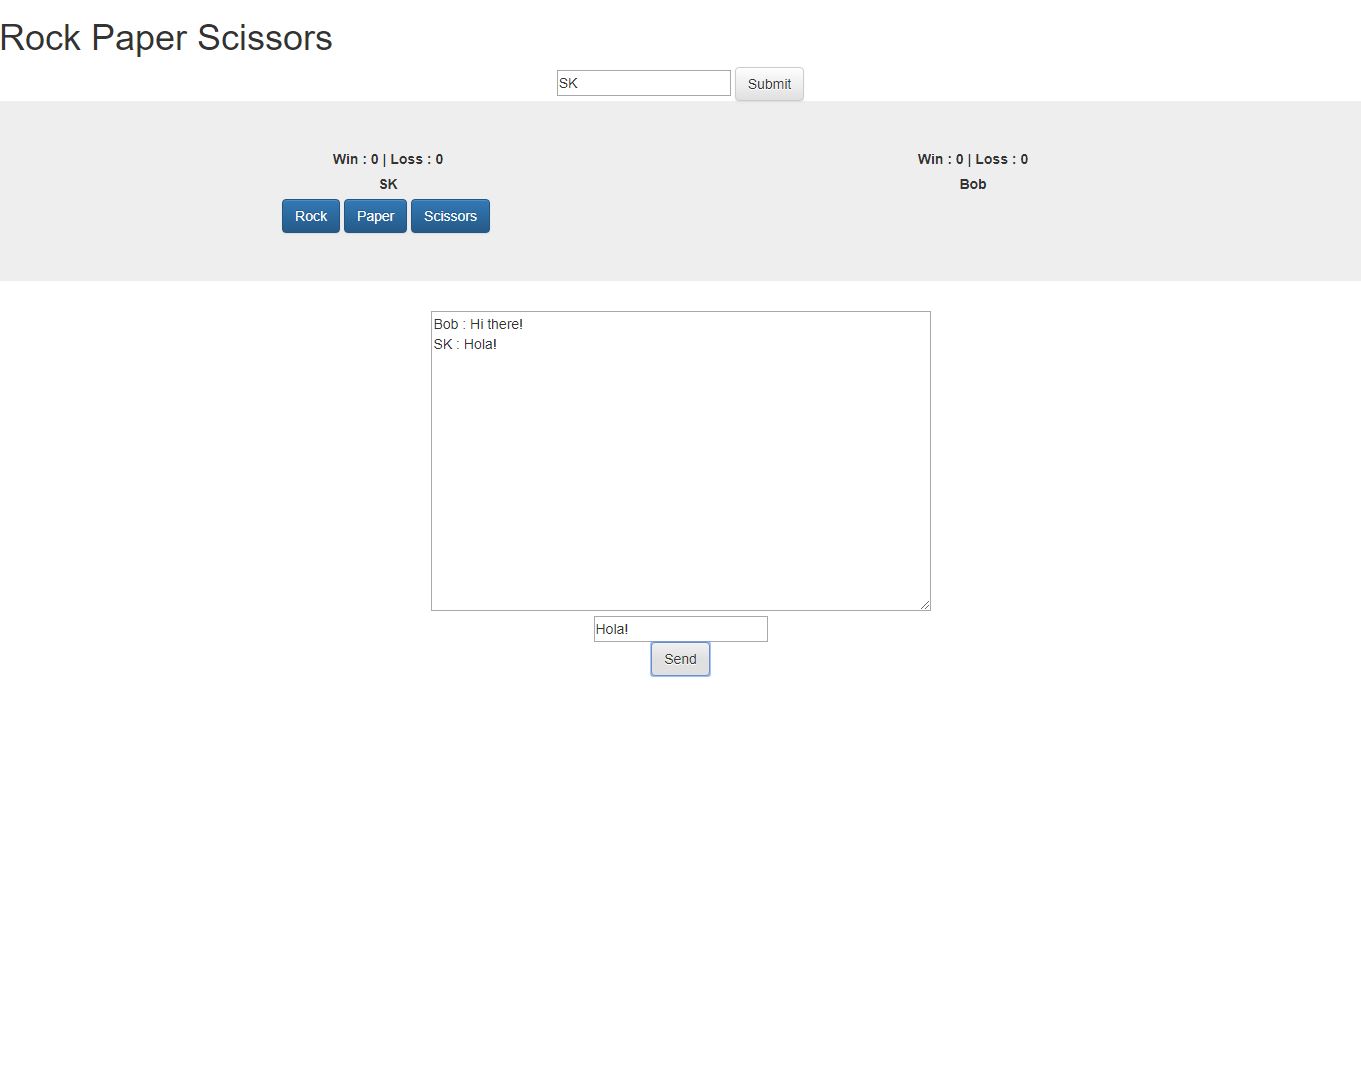 Rock Paper Scissors
SK Submit
Win : 0 | Loss : 0
SK
Rock Paper Scissors
Win : 0 | Loss : 0
Bob
Bob : Hi there!
SK : Hola!
Hola!
Send